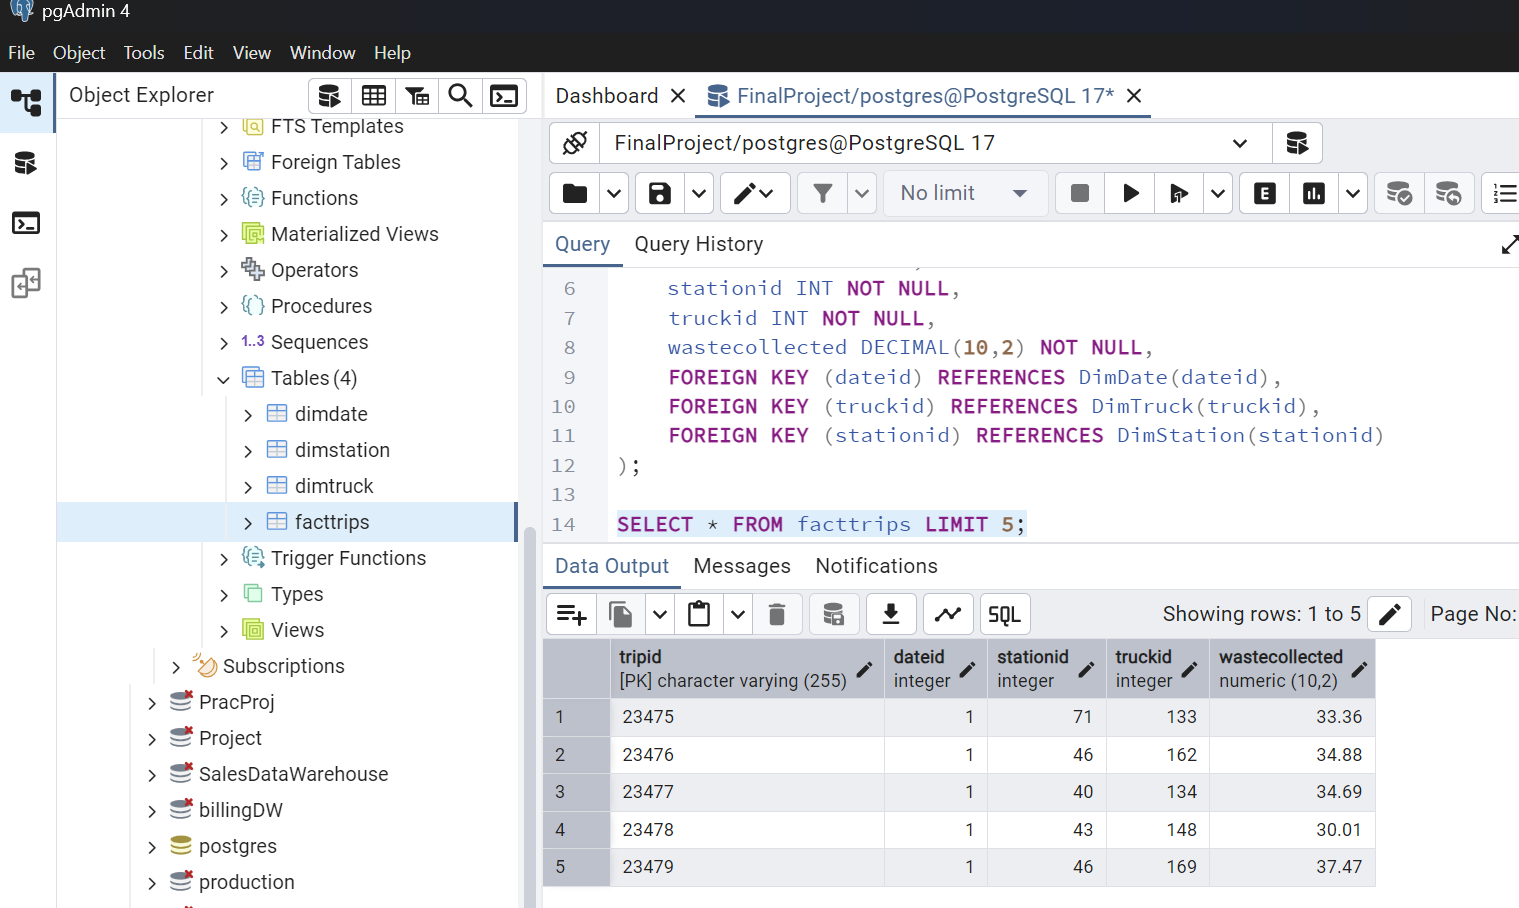 pgAdmin 4
File Object Tools Edit View Window Help
Object Explorer
FTS Templates
Foreign Tables
Functions
Materialized Views
Operators
Procedures
1..3 Sequences
Tables (4)
dimdate
dimstation
dimtruck
facttrips
Trigger Functions
Types
Views
Subscriptions
PracProj
Project
SalesDataWarehouse
billingDW
postgres
production
Dashboard
FinalProject/postgres@PostgreSQL 17*
FinalProject/postgres@PostgreSQL 17
No limit
E
Query Query History
6 stationid INT NOT NULL,
7 truckid INT NOT NULL,
8 wastecollected DECIMAL(10,2) NOT NULL,
9 FOREIGN KEY (dateid) REFERENCES DimDate(dateid),
10 FOREIGN KEY (truckid) REFERENCES DimTruck(truckid),
11 FOREIGN KEY (stationid) REFERENCES DimStation(stationid)
12 );
13
14 SELECT * FROM facttrips LIMIT 5;
Data Output Messages Notifications
SQL Showing rows: 1 to 5 Page No:
tripid dateid stationid truckid wastecollected
[PK] character varying (255) integer integer integer numeric (10,2)
1 23475 1 71 133 33.36
2 23476 1 46 162 34.88
3 23477 1 40 134 34.69
4 23478 1 43 148 30.01
5 23479 1 46 169 37.47